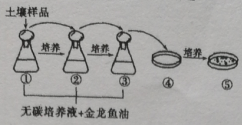 土壤样品
培养 培养 培养
① ② ③ ④ ⑤
无碳培养液+金龙鱼油